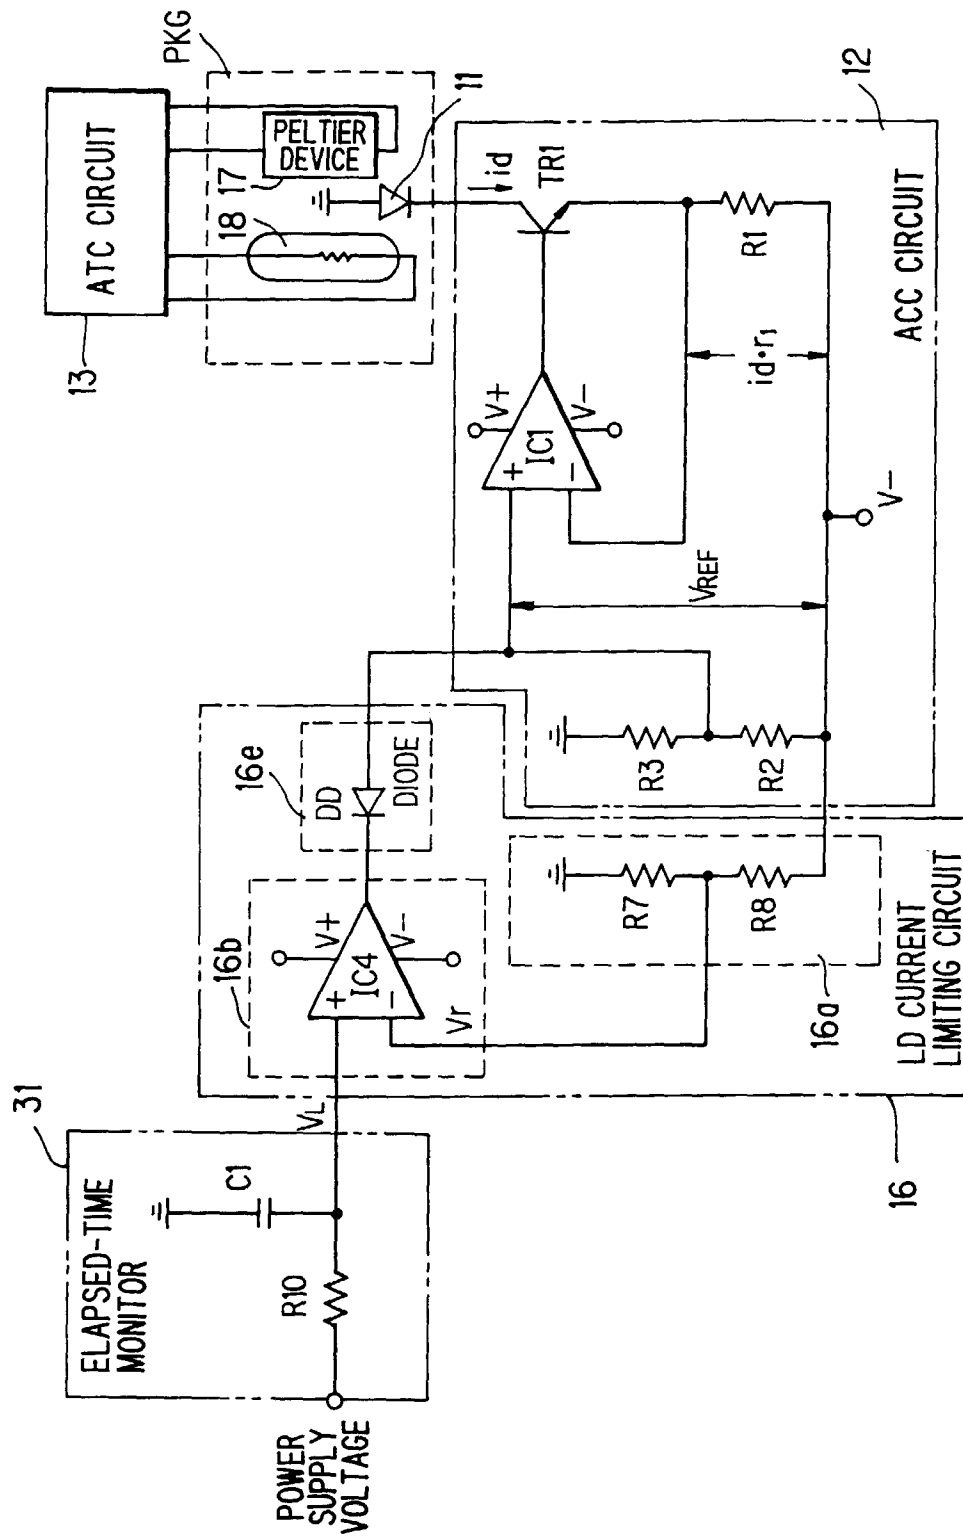 31
ELAPSED-TIME
MONITOR
C1
R10
POWER
SUPPLY
VOLTAGE
VL
16b
V+
IC4
+
−
V−
Vr
16e
DD
DIODE
16a
R7
R8
LD CURRENT
LIMITING CIRCUIT
16
R3
R2
VREF
V+
IC1
+
−
V−
id·r1
V−
R1
TR1
id
ACC CIRCUIT
12
13
ATC CIRCUIT
18
17
PELTIER
DEVICE
PKG
11